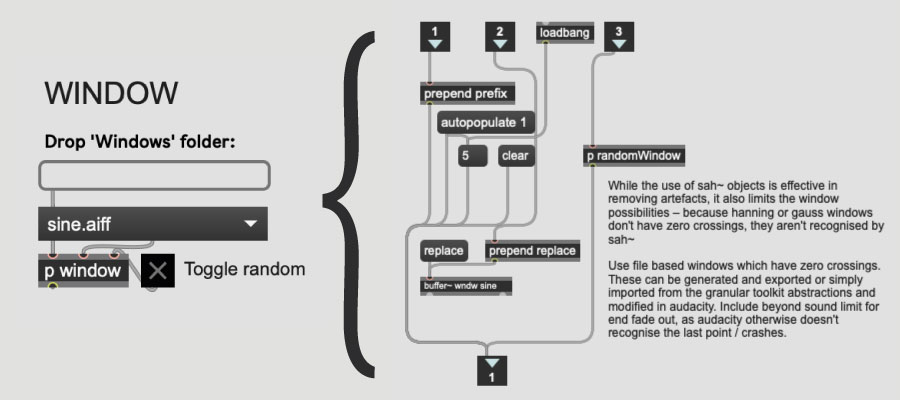 WINDOW
Drop 'Windows' folder:
sine.aiff
p window
Toggle random
1
2
loadbang
3
prepend prefix
autopopulate 1
5
clear
p randomWindow
replace
prepend replace
buffer~ wndw sine
1
While the use of sah~ objects is effective in
removing artefacts, it also limits the window
possibilities – because hanning or gauss windows
don't have zero crossings, they aren't recognised by
sah~
Use file based windows which have zero crossings.
These can be generated and exported or simply
imported from the granular toolkit abstractions and
modified in audacity. Include beyond sound limit for
end fade out, as audacity otherwise doesn't
recognise the last point / crashes.